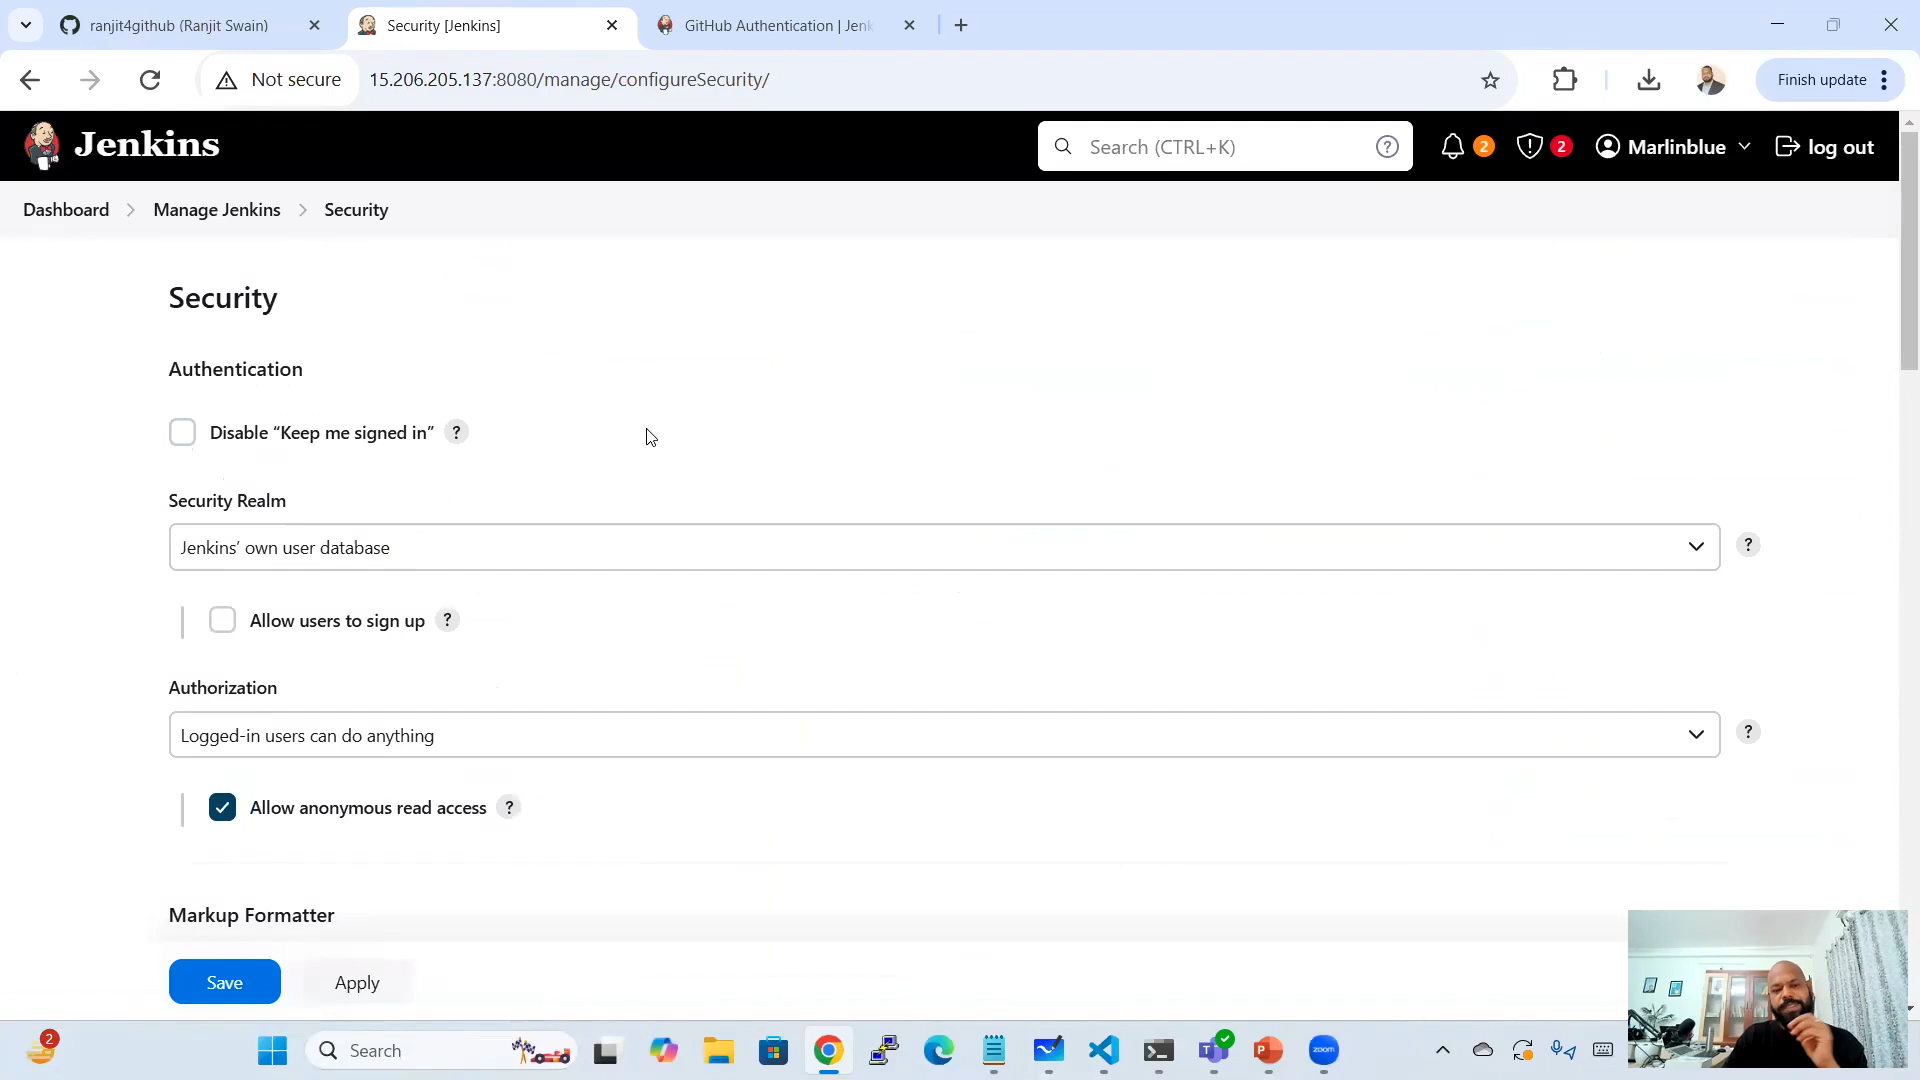 ranjit4github (Ranjit Swain)
Security [Jenkins]
GitHub Authentication | Jenk
Not secure
15.206.205.137:8080/manage/configureSecurity/
Finish update
Jenkins
Search (CTRL+K)
?
2
2
Marlinblue
log out
Dashboard
Manage Jenkins
Security
Security
Authentication
Disable “Keep me signed in”
?
Security Realm
Jenkins’ own user database
?
Allow users to sign up
?
Authorization
Logged-in users can do anything
?
Allow anonymous read access
?
Markup Formatter
Save
Apply
2
Search
zoom